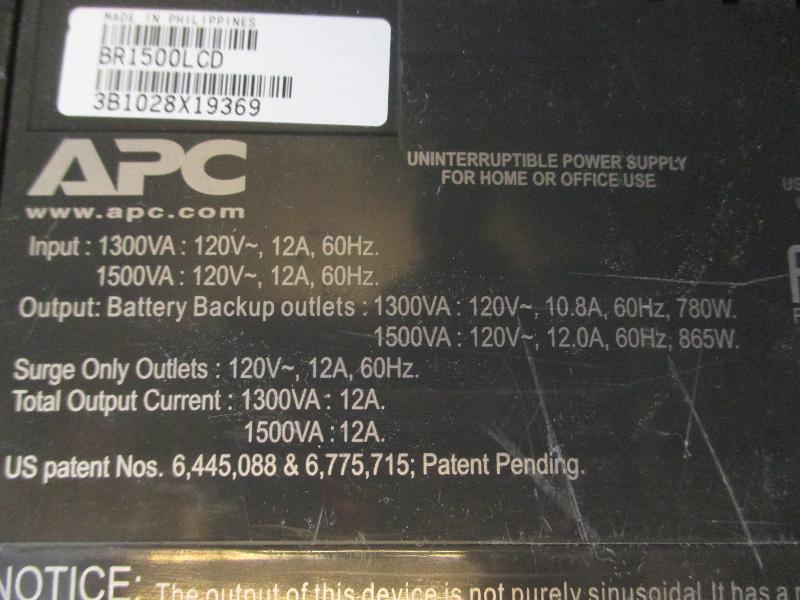 MADE IN PHILIPPINES
BR1500LCD
3B1028X19369
APC
www.apc.com
UNINTERRUPTIBLE POWER SUPPLY
FOR HOME OR OFFICE USE
Input : 1300VA : 120V~, 12A, 60Hz.
1500VA : 120V~, 12A, 60Hz.
Output: Battery Backup outlets : 1300VA : 120V~, 10.8A, 60Hz, 780W.
1500VA : 120V~, 12.0A, 60Hz, 865W.
Surge Only Outlets : 120V~, 12A, 60Hz.
Total Output Current : 1300VA : 12A.
1500VA : 12A.
US patent Nos. 6,445,088 & 6,775,715; Patent Pending.
NOTICE: The output of this device is not purely sinusoidal. It has a